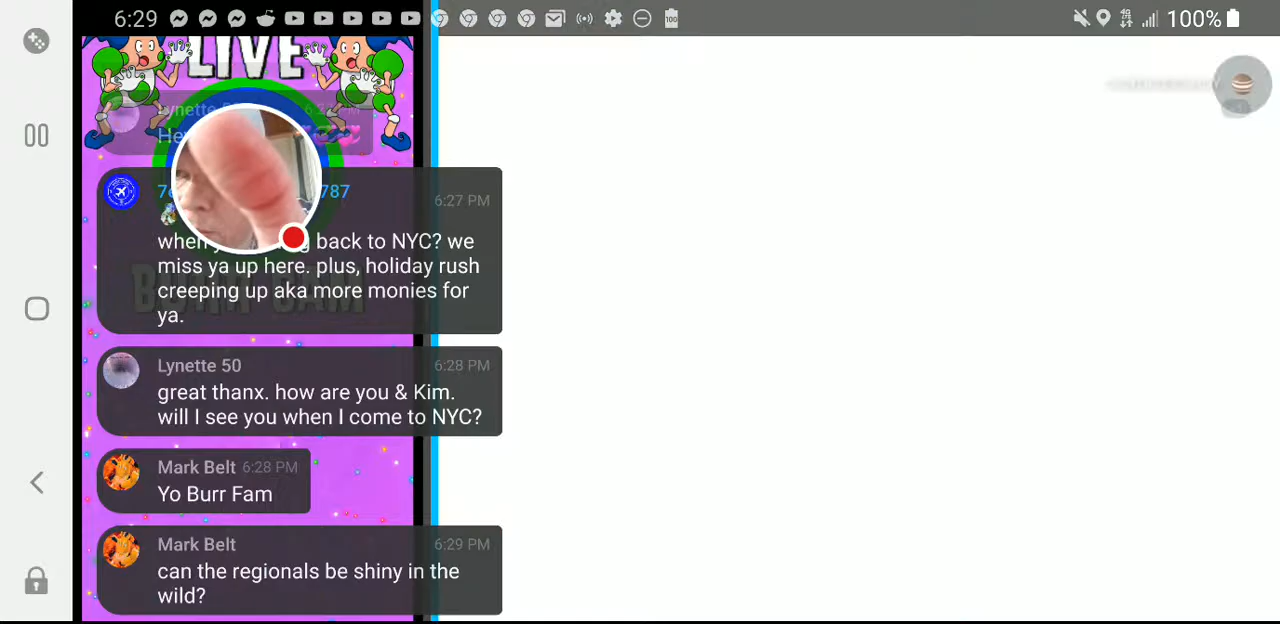 6:29
100%
LIVE
Lynette
787
6:27 PM
back to NYC? we
miss ya up here. plus, holiday rush
creeping up aka more monies for
ya.
BURR FAM
Lynette 50
6:28 PM
great thanx. how are you & Kim.
will I see you when I come to NYC?
Mark Belt 6:28 PM
Yo Burr Fam
Mark Belt
6:29 PM
can the regionals be shiny in the
wild?